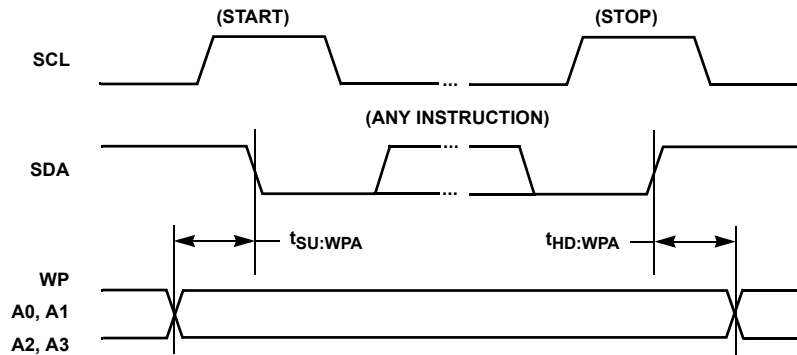 (START) (STOP)
SCL
...
(ANY INSTRUCTION)
SDA
... ...
tSU:WPA tHD:WPA
WP
A0, A1
A2, A3